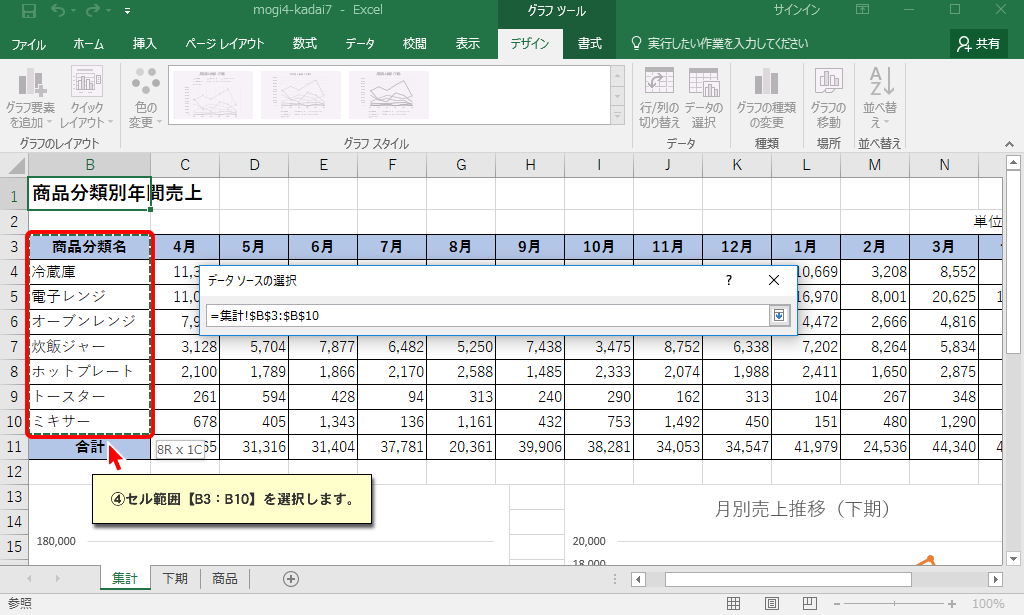 mogi4-kadai7 - Excel
グラフ ツール
サインイン
ファイル ホーム 挿入 ページ レイアウト 数式 データ 校閲 表示 デザイン 書式 実行したい作業を入力してください 共有
グラフ要素を追加 クイックレイアウト 色の変更 行/列の切り替え データの選択 グラフの種類の変更 グラフの移動 並べ替え
グラフのレイアウト グラフ スタイル データ 種類 場所 並べ替え
B C D E F G H I J K L M N
1 商品分類別年間売上
2 単位
3 商品分類名 4月 5月 6月 7月 8月 9月 10月 11月 12月 1月 2月 3月
4 冷蔵庫 11,3 10,669 3,208 8,552
データ ソースの選択 ?
5 電子レンジ 11,0 16,970 8,001 20,625 1
=集計!$B$3:$B$10
6 オーブンレンジ 7,9 4,472 2,666 4,816
7 炊飯ジャー 3,128 5,704 7,877 6,482 5,250 7,438 3,475 8,752 6,338 7,202 8,264 5,834
8 ホットプレート 2,100 1,789 1,866 2,170 2,588 1,485 2,333 2,074 1,988 2,411 1,650 2,875
9 トースター 261 594 428 94 313 240 290 162 313 104 267 348
10 ミキサー 678 405 1,343 136 1,161 432 753 1,492 450 151 480 1,290
11 合計 65 31,316 31,404 37,781 20,361 39,906 38,281 34,053 34,547 41,979 24,536 44,340 4
8R x 1C
12
13
④セル範囲【B3：B10】を選択します。
月別売上推移（下期）
14
15 180,000 20,000
18,000
集計 下期 商品
参照 100%